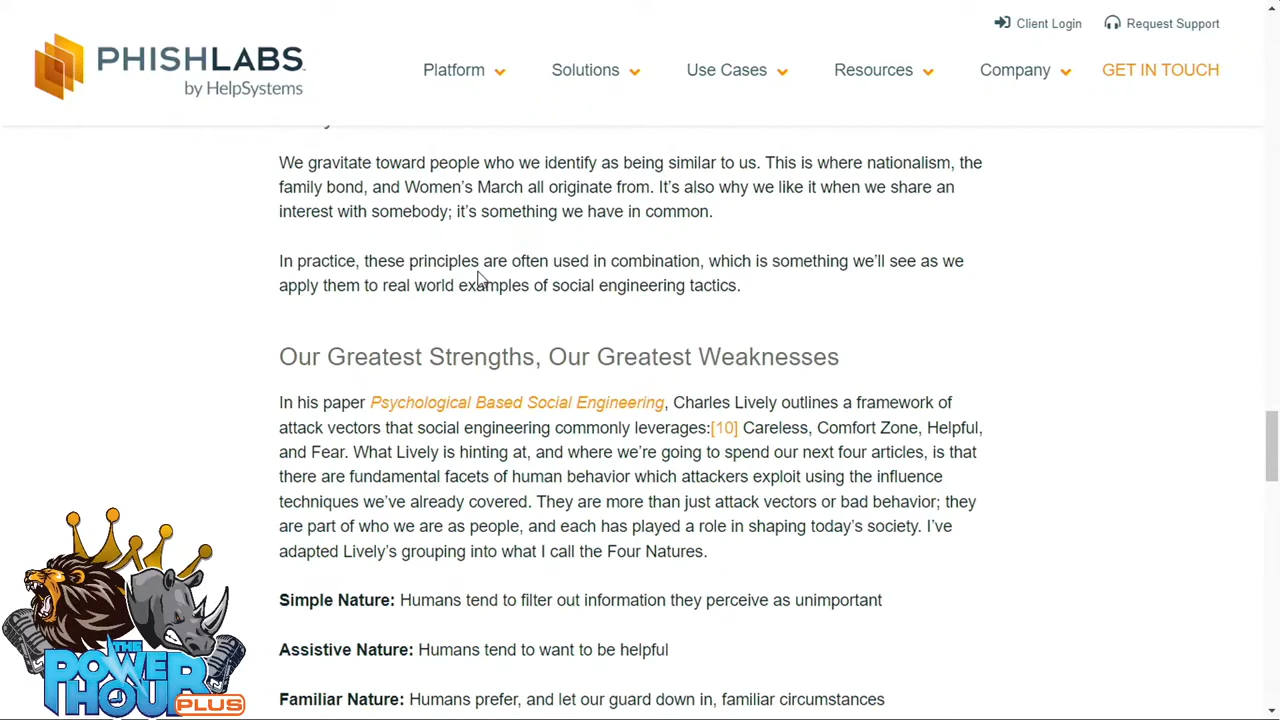 Client Login
Request Support
PHISHLABS
by HelpSystems
Platform
Solutions
Use Cases
Resources
Company
GET IN TOUCH
We gravitate toward people who we identify as being similar to us. This is where nationalism, the
family bond, and Women's March all originate from. It's also why we like it when we share an
interest with somebody; it's something we have in common.
In practice, these principles are often used in combination, which is something we'll see as we
apply them to real world examples of social engineering tactics.
Our Greatest Strengths, Our Greatest Weaknesses
In his paper Psychological Based Social Engineering, Charles Lively outlines a framework of
attack vectors that social engineering commonly leverages:[10] Careless, Comfort Zone, Helpful,
and Fear. What Lively is hinting at, and where we're going to spend our next four articles, is that
there are fundamental facets of human behavior which attackers exploit using the influence
techniques we've already covered. They are more than just attack vectors or bad behavior; they
are part of who we are as people, and each has played a role in shaping today's society. I've
adapted Lively's grouping into what I call the Four Natures.
Simple Nature: Humans tend to filter out information they perceive as unimportant
Assistive Nature: Humans tend to want to be helpful
Familiar Nature: Humans prefer, and let our guard down in, familiar circumstances
THE
POWER
HOUR
PLUS